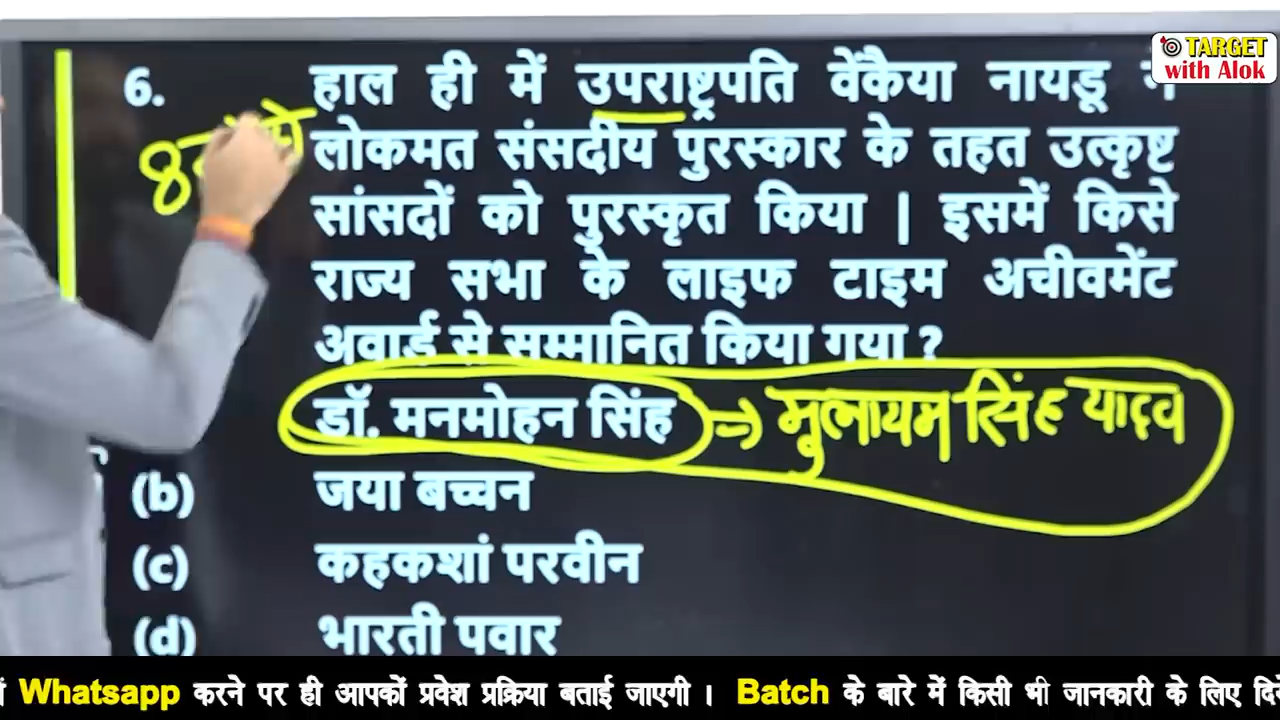 TARGET
with Alok
6. हाल ही में उपराष्ट्रपति वेंकैया नायडू
लोकमत संसदीय पुरस्कार के तहत उत्कृष्ट
सांसदों को पुरस्कृत किया | इसमें किसे
राज्य सभा के लाइफ टाइम अचीवमेंट
अवार्ड से सम्मानित किया गया ?
डॉ. मनमोहन सिंह → मुलायम सिंह यादव
(b) जया बच्चन
(c) कहकशां परवीन
(d) भारती पवार
Whatsapp करने पर ही आपकों प्रवेश प्रक्रिया बताई जाएगी । Batch के बारे में किसी भी जानकारी के लिए